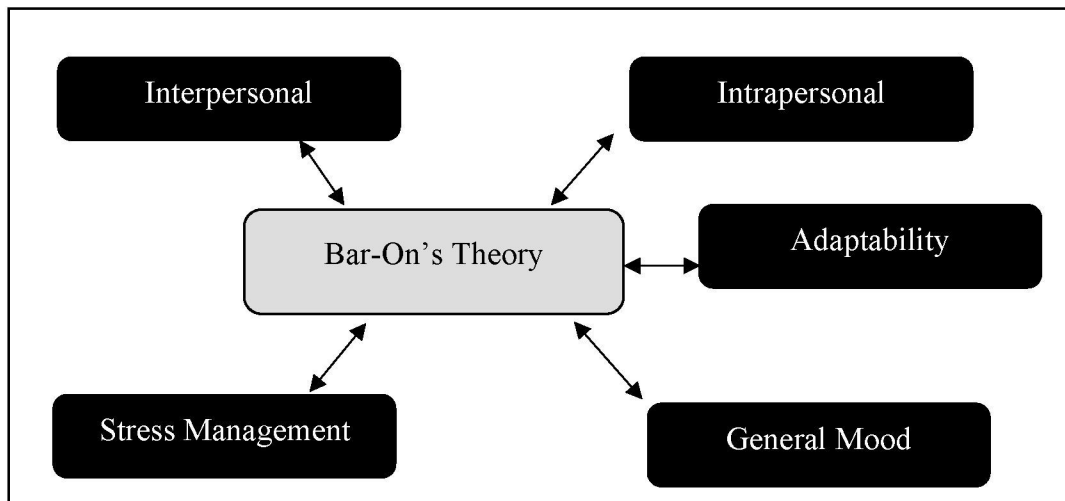 Interpersonal
Intrapersonal
Bar-On’s Theory
Adaptability
Stress Management
General Mood